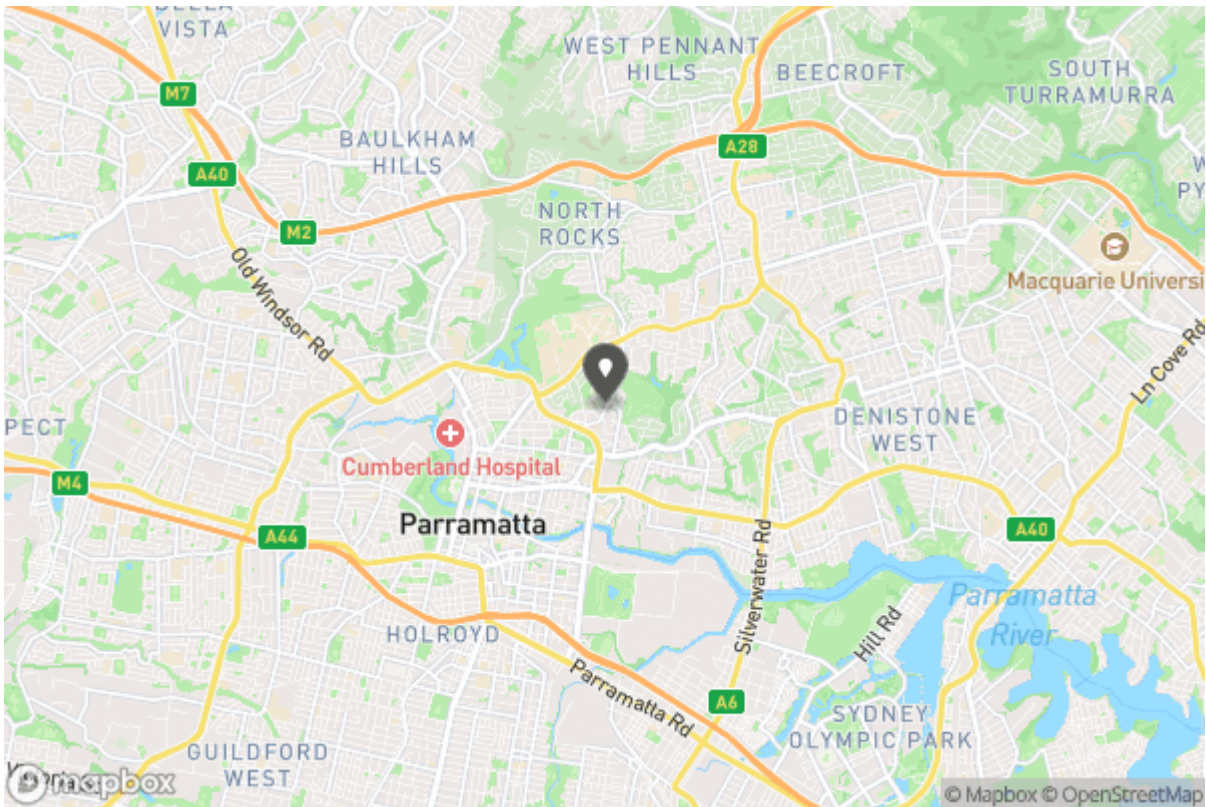 VISTA
WEST PENNANT
HILLS
BEECROFT
SOUTH
TURRAMURRA
M7
BAULKHAM
HILLS
A28
A40
NORTH
ROCKS
M2
Old Windsor Rd
Macquarie Universi
Ln Cove Rd
DENISTONE
WEST
PECT
Cumberland Hospital
M4
A44
Parramatta
A40
Silverwater Rd
Parramatta
River
Hill Rd
HOLROYD
Parramatta Rd
A6
SYDNEY
OLYMPIC PARK
GUILDFORD
WEST
mapbox
© Mapbox © OpenStreetMap